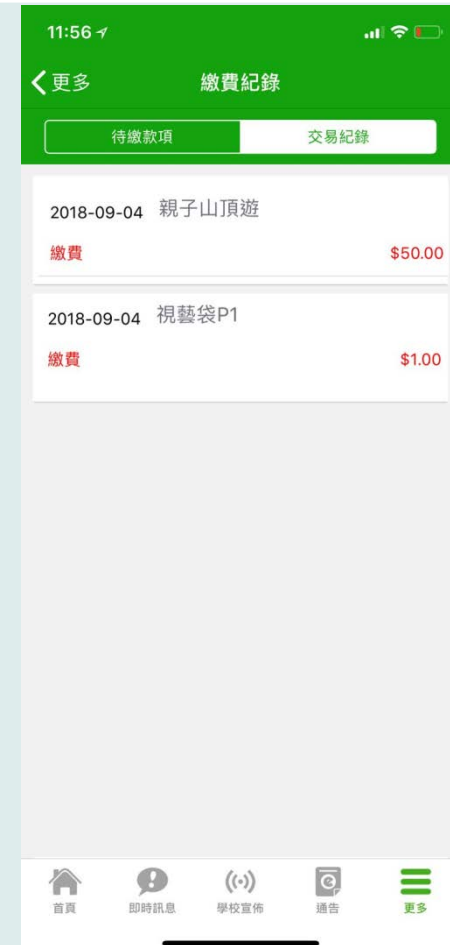 11:56
更多 繳費紀錄
待繳款項 交易紀錄
2018-09-04 親子山頂遊
繳費 $50.00
2018-09-04 視藝袋P1
繳費 $1.00
首頁 即時訊息 學校宣佈 通告 更多